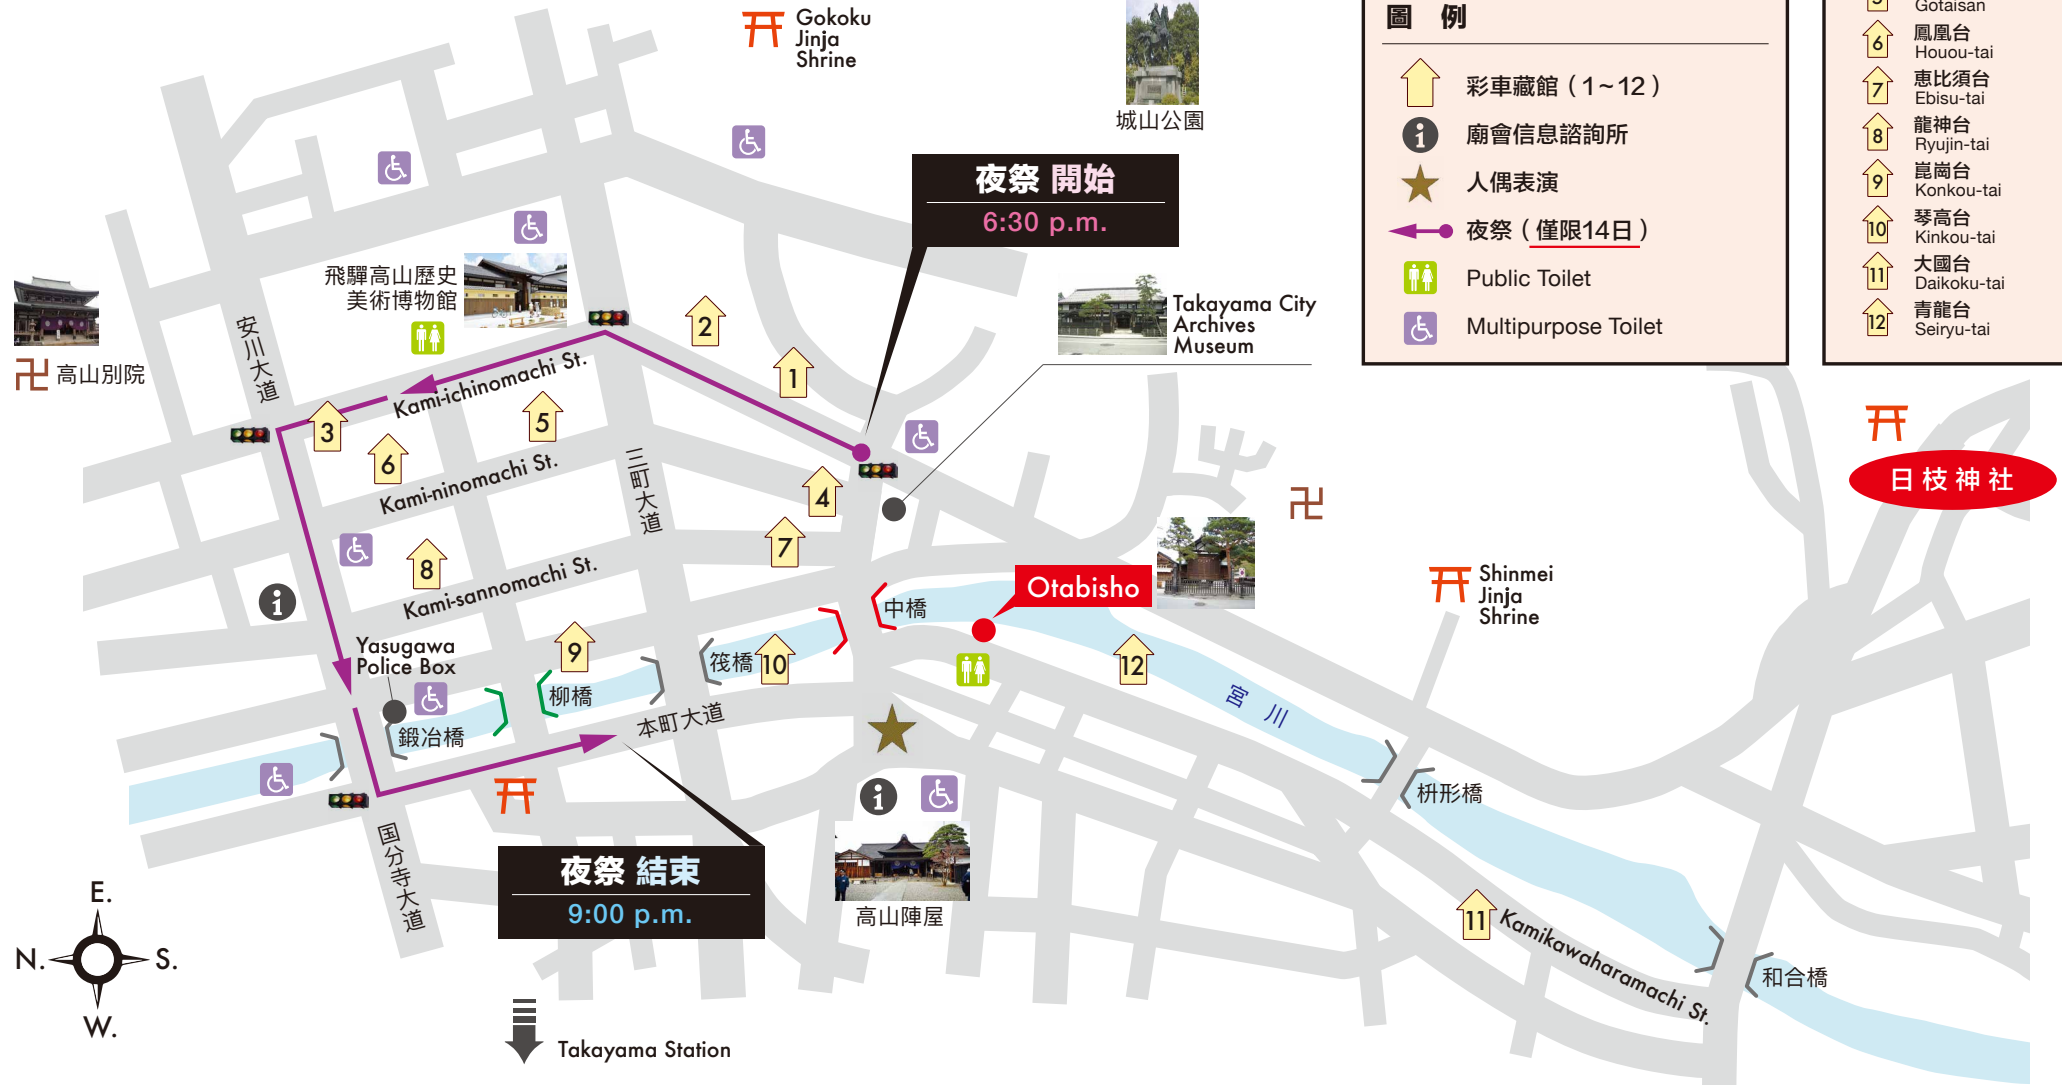 Gokoku
Jinja
Shrine
城山公園
夜祭 開始
6:30 p.m.
飛驒高山歷史
美術博物館
高山別院
安川大道
Takayama City
Archives
Museum
2
1
3
5
6
4
7
8
9
10
12
11
Kami-ichinomachi St.
Kami-ninomachi St.
Kami-sannomachi St.
三町大道
Yasugawa
Police Box
鍛冶橋
柳橋
筏橋
中橋
Otabisho
本町大道
宮川
Shinmei
Jinja
Shrine
枡形橋
和合橋
Kamikawaharamachi St.
日枝神社
国分寺大道
夜祭 結束
9:00 p.m.
高山陣屋
E.
N.
S.
W.
Takayama Station
圖例
彩車藏館（1~12）
廟會信息諮詢所
人偶表演
夜祭（僅限14日）
Public Toilet
Multipurpose Toilet
5
Gotaisan
6
鳳凰台
Houou-tai
7
恵比須台
Ebisu-tai
8
龍神台
Ryujin-tai
9
崑崗台
Konkou-tai
10
琴高台
Kinkou-tai
11
大國台
Daikoku-tai
12
青龍台
Seiryu-tai